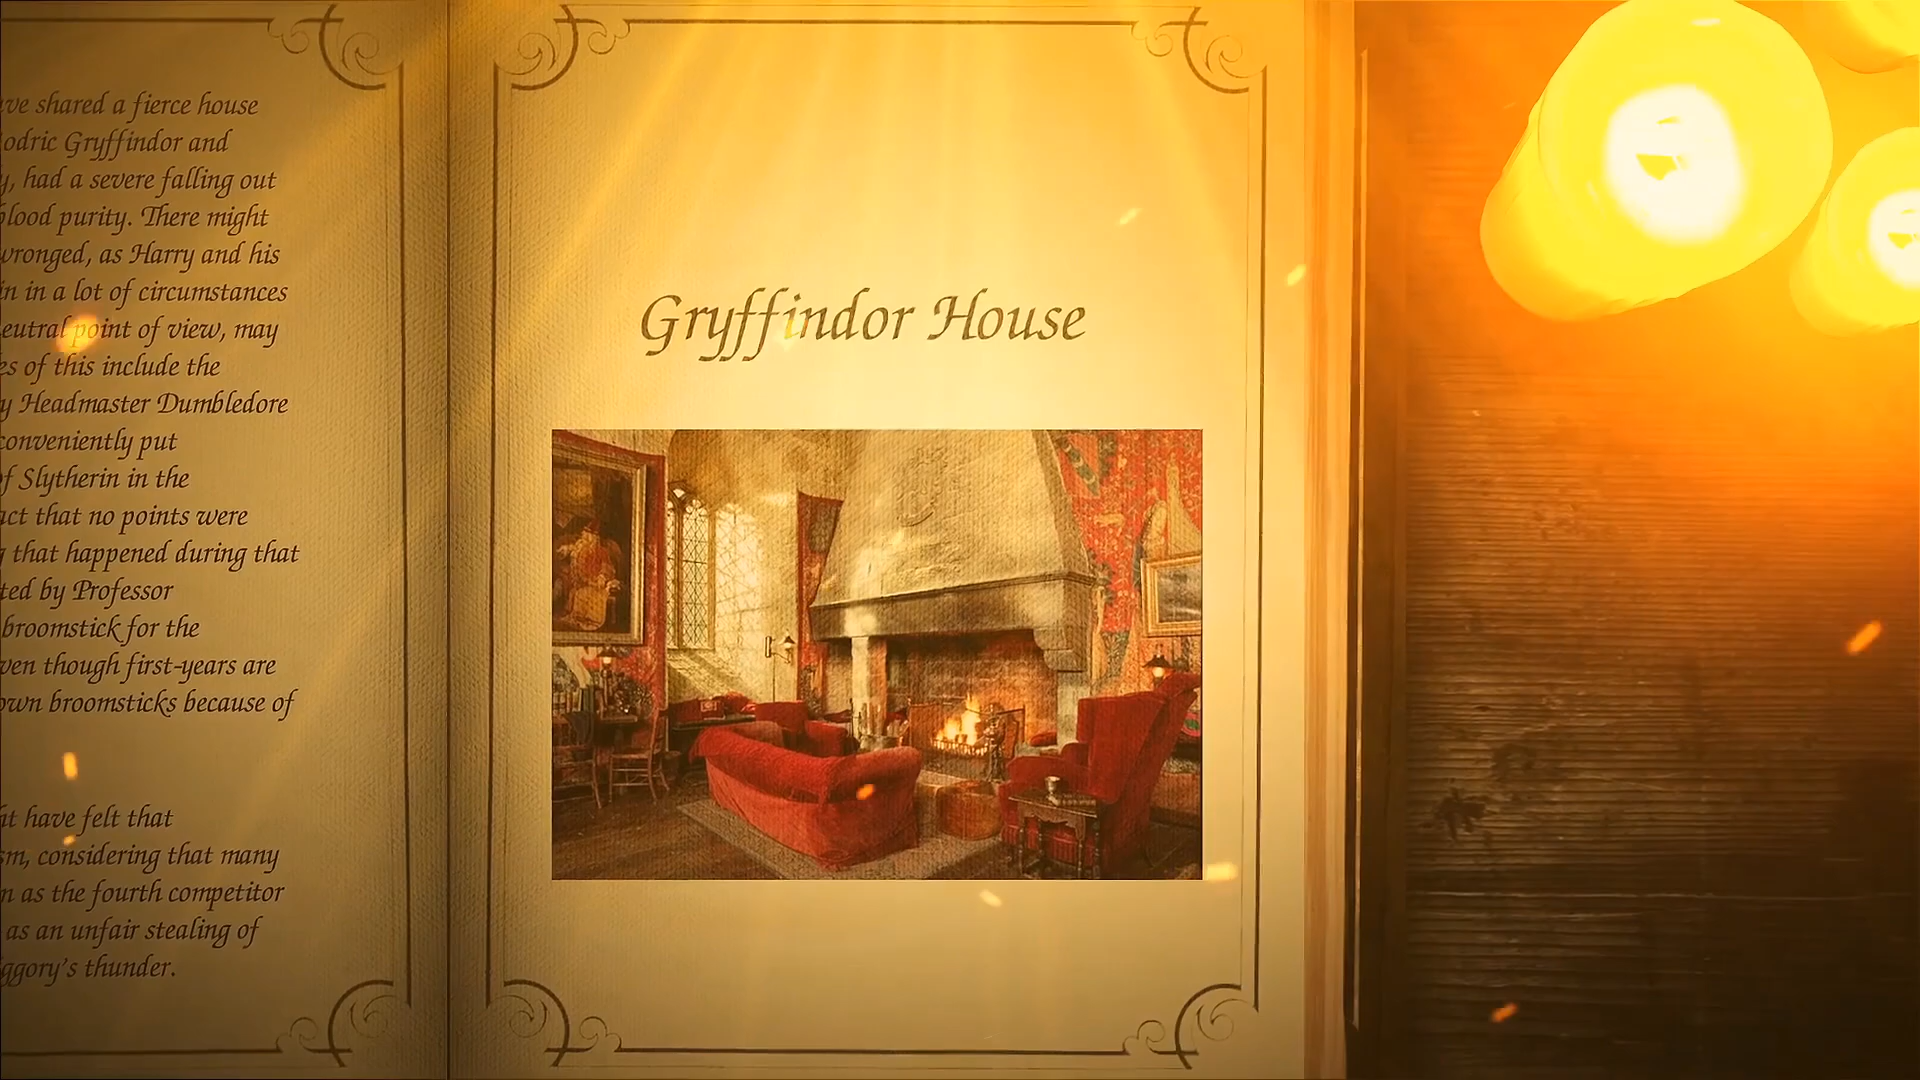 ve shared a fierce house
odric Gryffindor and
y, had a severe falling out
blood purity. There might
wronged, as Harry and his
in in a lot of circumstances
eutral point of view, may
es of this include the
y Headmaster Dumbledore
conveniently put
of Slytherin in the
act that no points were
g that happened during that
ted by Professor
broomstick for the
ven though first-years are
own broomsticks because of
it have felt that
sm, considering that many
n as the fourth competitor
as an unfair stealing of
ggory's thunder.
Gryffindor House